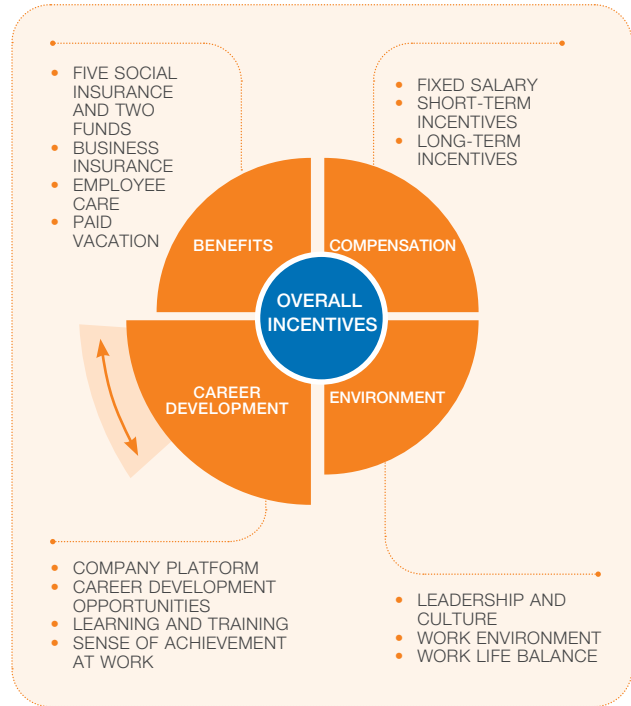 • FIVE SOCIAL
INSURANCE
AND TWO
FUNDS
• BUSINESS
INSURANCE
• EMPLOYEE
CARE
• PAID
VACATION
• FIXED SALARY
• SHORT-TERM
INCENTIVES
• LONG-TERM
INCENTIVES
BENEFITS
COMPENSATION
OVERALL
INCENTIVES
CAREER
DEVELOPMENT
ENVIRONMENT
• COMPANY PLATFORM
• CAREER DEVELOPMENT
OPPORTUNITIES
• LEARNING AND TRAINING
• SENSE OF ACHIEVEMENT
AT WORK
• LEADERSHIP AND
CULTURE
• WORK ENVIRONMENT
• WORK LIFE BALANCE